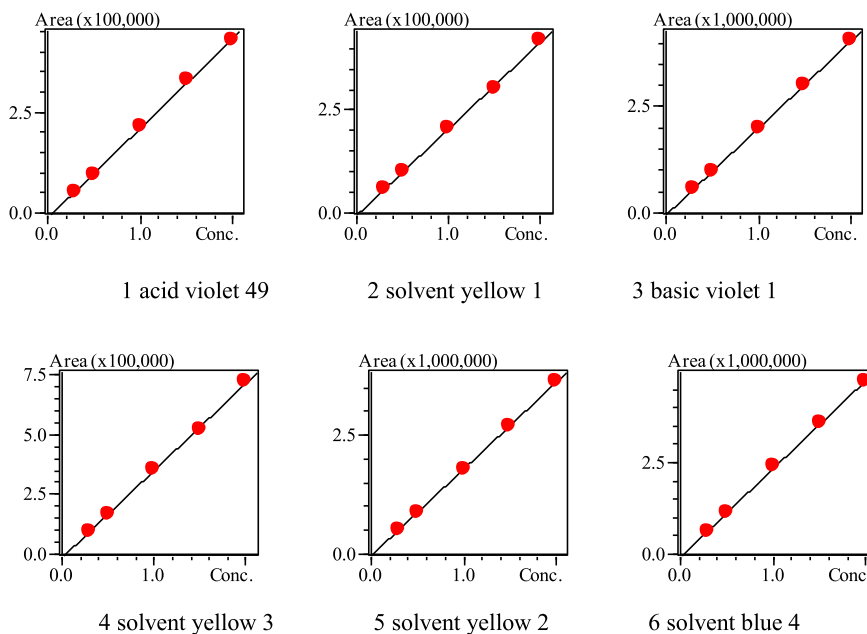 Area (x100,000)
2.5
0.0
0.0 1.0 Conc.
1 acid violet 49
Area (x100,000)
2.5
0.0
0.0 1.0 Conc.
2 solvent yellow 1
Area (x1,000,000)
2.5
0.0
0.0 1.0 Conc.
3 basic violet 1
Area (x100,000)
7.5
5.0
2.5
0.0
0.0 1.0 Conc.
4 solvent yellow 3
Area (x1,000,000)
2.5
0.0
0.0 1.0 Conc.
5 solvent yellow 2
Area (x1,000,000)
2.5
0.0
0.0 1.0 Conc.
6 solvent blue 4